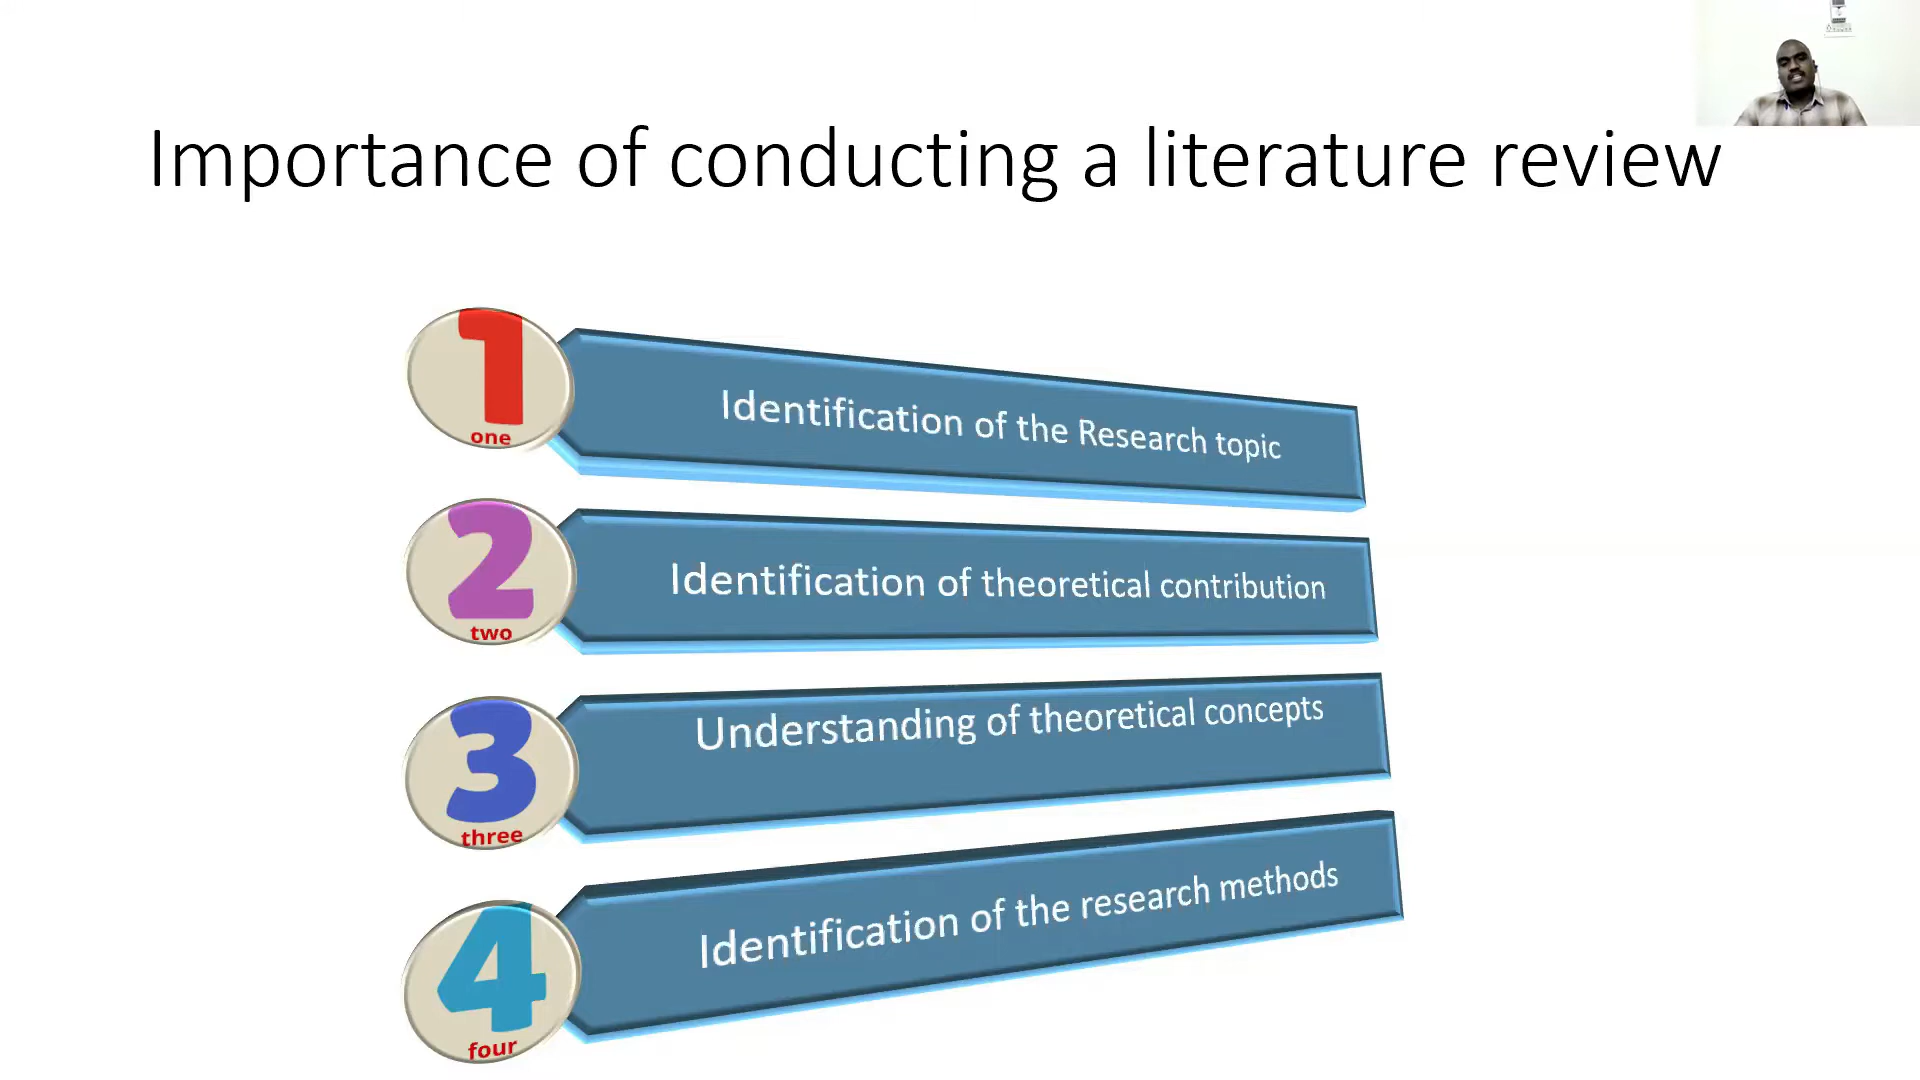 Importance of conducting a literature review
1
one
Identification of the Research topic
2
two
Identification of theoretical contribution
3
three
Understanding of theoretical concepts
4
four
Identification of the research methods